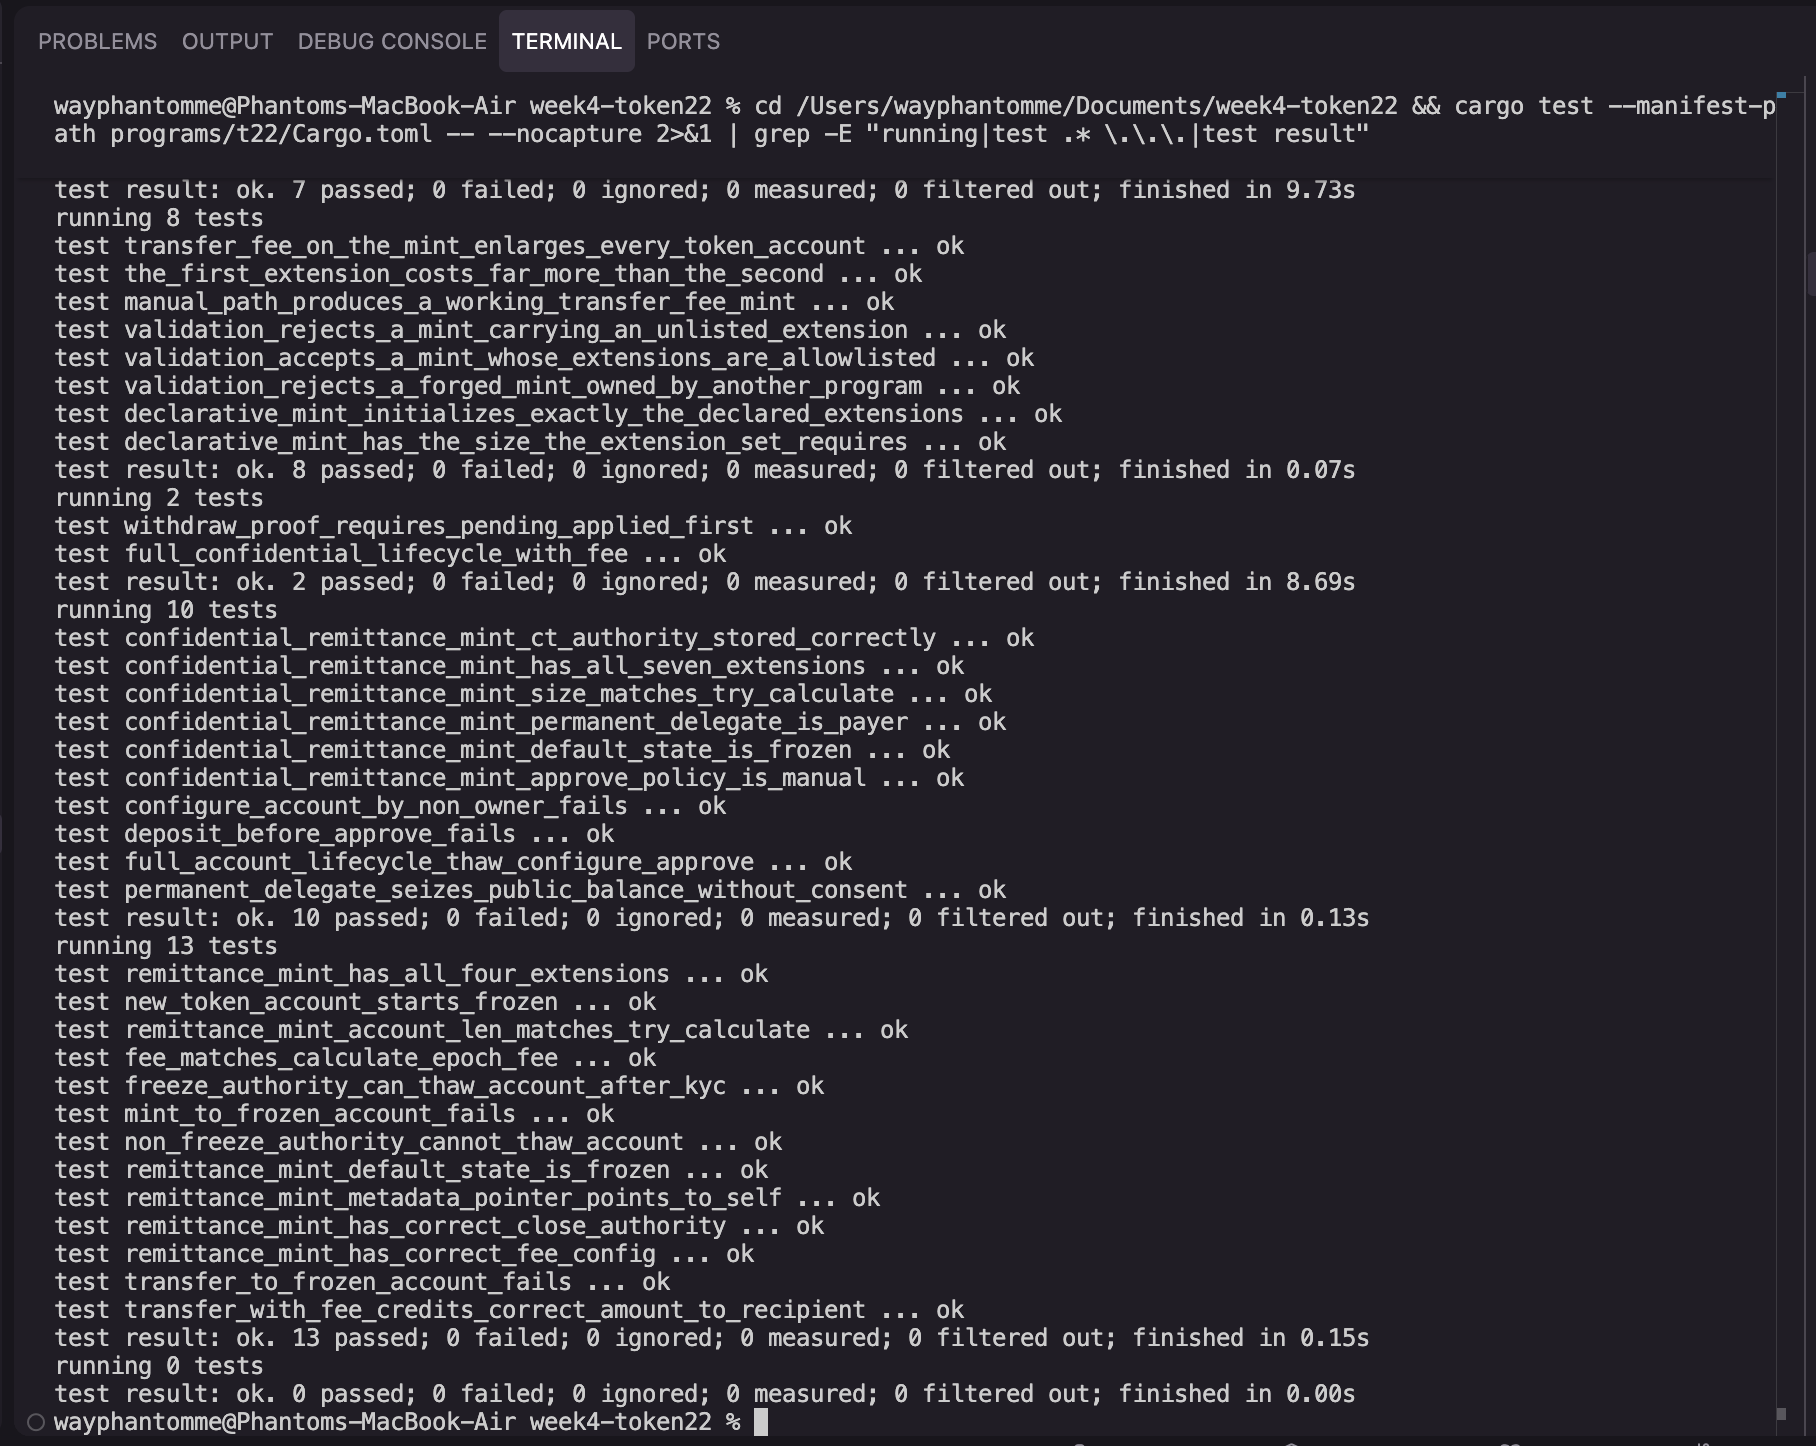 PROBLEMS OUTPUT DEBUG CONSOLE TERMINAL PORTS
wayphantomme@Phantoms-MacBook-Air week4-token22 % cd /Users/wayphantomme/Documents/week4-token22 && cargo test --manifest-p
ath programs/t22/Cargo.toml -- --nocapture 2>&1 | grep -E "running|test .* \.\.\.|test result"
test result: ok. 7 passed; 0 failed; 0 ignored; 0 measured; 0 filtered out; finished in 9.73s
running 8 tests
test transfer_fee_on_the_mint_enlarges_every_token_account ... ok
test the_first_extension_costs_far_more_than_the_second ... ok
test manual_path_produces_a_working_transfer_fee_mint ... ok
test validation_rejects_a_mint_carrying_an_unlisted_extension ... ok
test validation_accepts_a_mint_whose_extensions_are_allowlisted ... ok
test validation_rejects_a_forged_mint_owned_by_another_program ... ok
test declarative_mint_initializes_exactly_the_declared_extensions ... ok
test declarative_mint_has_the_size_the_extension_set_requires ... ok
test result: ok. 8 passed; 0 failed; 0 ignored; 0 measured; 0 filtered out; finished in 0.07s
running 2 tests
test withdraw_proof_requires_pending_applied_first ... ok
test full_confidential_lifecycle_with_fee ... ok
test result: ok. 2 passed; 0 failed; 0 ignored; 0 measured; 0 filtered out; finished in 8.69s
running 10 tests
test confidential_remittance_mint_ct_authority_stored_correctly ... ok
test confidential_remittance_mint_has_all_seven_extensions ... ok
test confidential_remittance_mint_size_matches_try_calculate ... ok
test confidential_remittance_mint_permanent_delegate_is_payer ... ok
test confidential_remittance_mint_default_state_is_frozen ... ok
test confidential_remittance_mint_approve_policy_is_manual ... ok
test configure_account_by_non_owner_fails ... ok
test deposit_before_approve_fails ... ok
test full_account_lifecycle_thaw_configure_approve ... ok
test permanent_delegate_seizes_public_balance_without_consent ... ok
test result: ok. 10 passed; 0 failed; 0 ignored; 0 measured; 0 filtered out; finished in 0.13s
running 13 tests
test remittance_mint_has_all_four_extensions ... ok
test new_token_account_starts_frozen ... ok
test remittance_mint_account_len_matches_try_calculate ... ok
test fee_matches_calculate_epoch_fee ... ok
test freeze_authority_can_thaw_account_after_kyc ... ok
test mint_to_frozen_account_fails ... ok
test non_freeze_authority_cannot_thaw_account ... ok
test remittance_mint_default_state_is_frozen ... ok
test remittance_mint_metadata_pointer_points_to_self ... ok
test remittance_mint_has_correct_close_authority ... ok
test remittance_mint_has_correct_fee_config ... ok
test transfer_to_frozen_account_fails ... ok
test transfer_with_fee_credits_correct_amount_to_recipient ... ok
test result: ok. 13 passed; 0 failed; 0 ignored; 0 measured; 0 filtered out; finished in 0.15s
running 0 tests
test result: ok. 0 passed; 0 failed; 0 ignored; 0 measured; 0 filtered out; finished in 0.00s
wayphantomme@Phantoms-MacBook-Air week4-token22 %